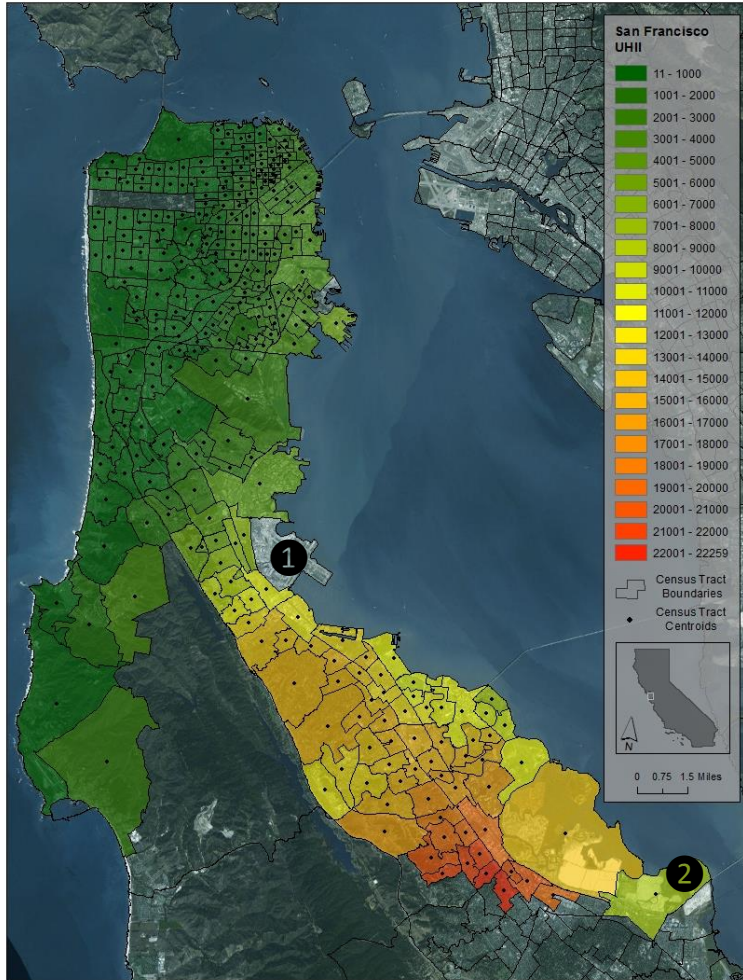 San Francisco
UHII
11 - 1000
1001 - 2000
2001 - 3000
3001 - 4000
4001 - 5000
5001 - 6000
6001 - 7000
7001 - 8000
8001 - 9000
9001 - 10000
10001 - 11000
11001 - 12000
12001 - 13000
13001 - 14000
14001 - 15000
15001 - 16000
16001 - 17000
17001 - 18000
18001 - 19000
19001 - 20000
20001 - 21000
21001 - 22000
22001 - 22259
Census Tract
Boundaries
Census Tract
Centroids
N
0 0.75 1.5 Miles
1
2